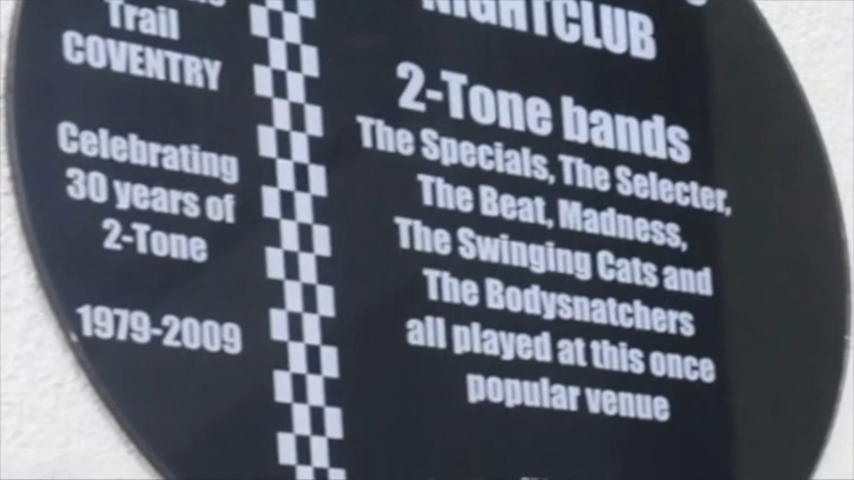 Trail
COVENTRY
Celebrating
30 years of
2-Tone
1979-2009
NIGHTCLUB
2-Tone bands
The Specials, The Selecter,
The Beat, Madness,
The Swinging Cats and
The Bodysnatchers
all played at this once
popular venue